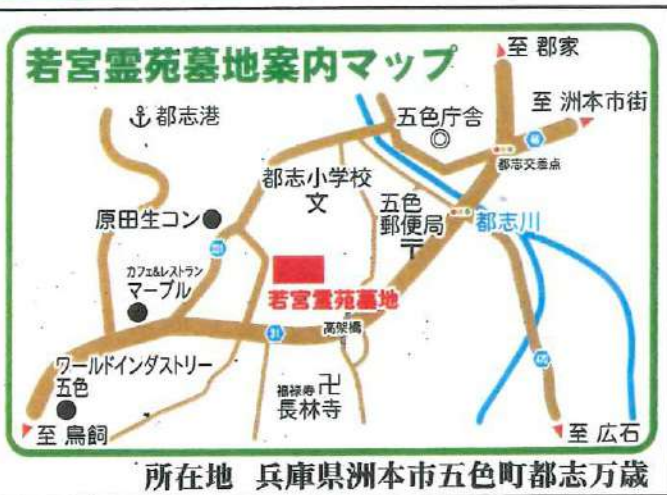 若宮霊苑墓地案内マップ
至 郡家
至 洲本市街
都志港
五色庁舎
46
都志交差点
都志小学校
文
五色
郵便局
〒
都志川
原田生コン
カフェ&レストラン
マーブル
若宮霊苑墓地
31
高架橋
ワールドインダストリー
五色
福禄寿
卍
長林寺
至 鳥飼
至 広石
所在地 兵庫県洲本市五色町都志万歳